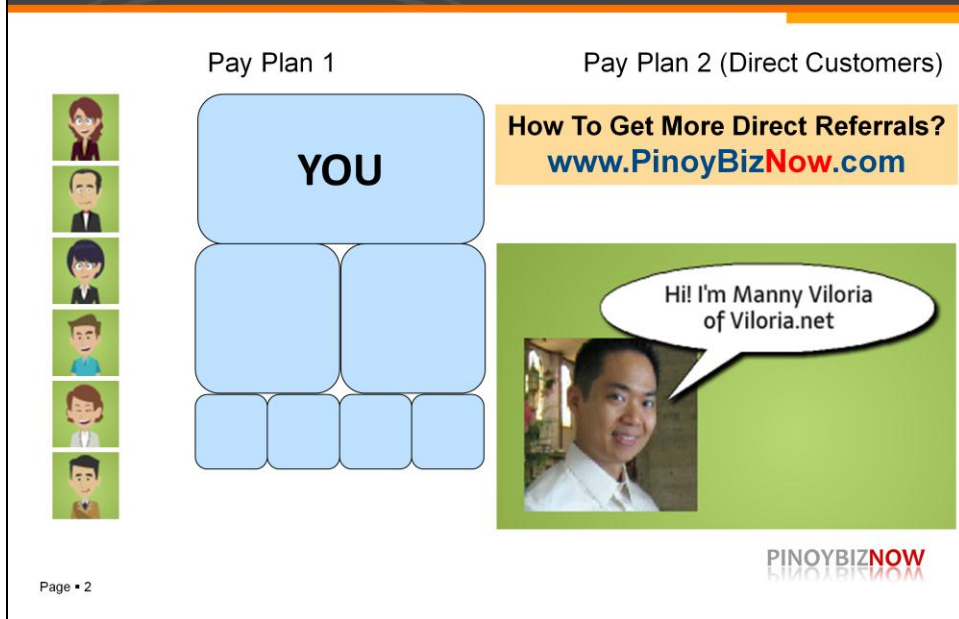 Pay Plan 1
Pay Plan 2 (Direct Customers)
YOU
How To Get More Direct Referrals?
www.PinoyBizNow.com
Hi! I'm Manny Viloria
of Viloria.net
PINOYBIZNOW
Page ▪ 2